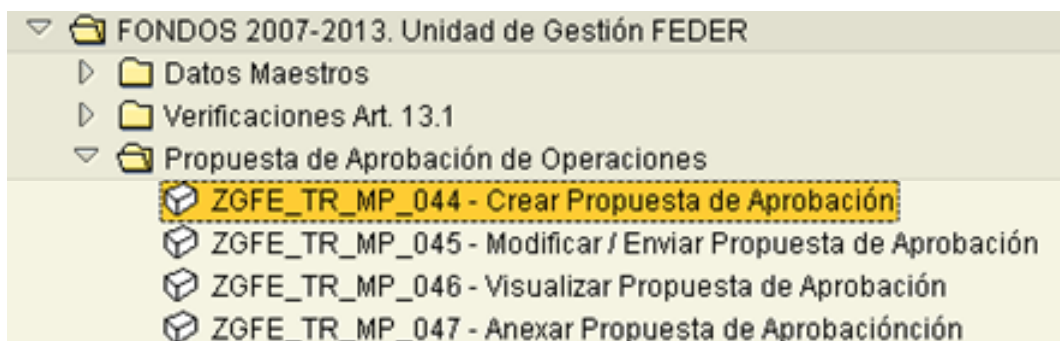 FONDOS 2007-2013. Unidad de Gestión FEDER
Datos Maestros
Verificaciones Art. 13.1
Propuesta de Aprobación de Operaciones
ZGFE_TR_MP_044 - Crear Propuesta de Aprobación
ZGFE_TR_MP_045 - Modificar / Enviar Propuesta de Aprobación
ZGFE_TR_MP_046 - Visualizar Propuesta de Aprobación
ZGFE_TR_MP_047 - Anexar Propuesta de Aprobaciónción